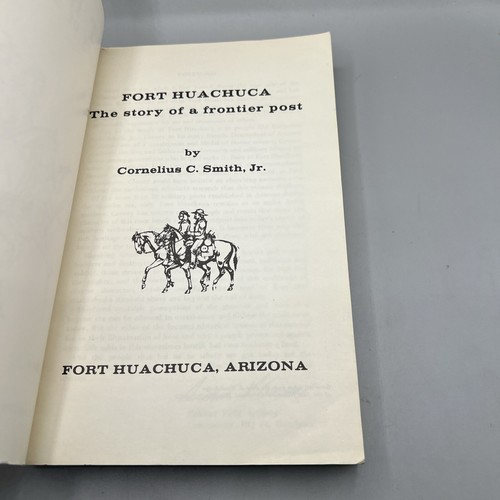 FORT HUACHUCA
The story of a frontier post
by
Cornelius C. Smith, Jr.
FORT HUACHUCA, ARIZONA